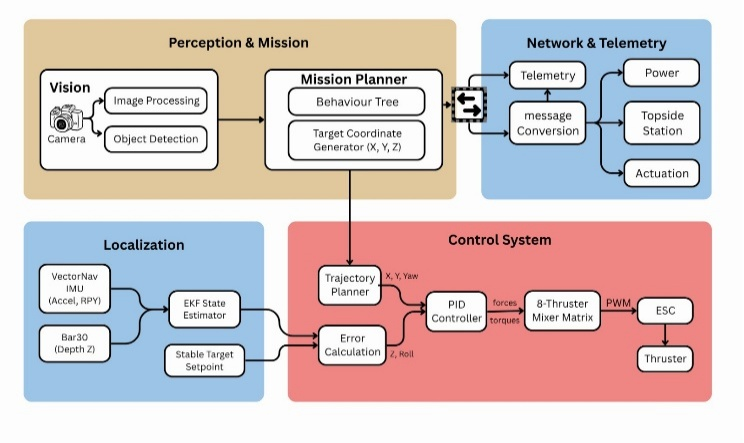 Perception & Mission
Vision
Camera
Image Processing
Object Detection
Mission Planner
Behaviour Tree
Target Coordinate
Generator (X, Y, Z)
Network & Telemetry
Telemetry
message
Conversion
Power
Topside
Station
Actuation
Localization
VectorNav
IMU
(Accel, RPY)
Bar30
(Depth Z)
EKF State
Estimator
Stable Target
Setpoint
Control System
Trajectory
Planner
X, Y, Yaw
Error
Calculation
Z, Roll
PID
Controller
forces
torques
8-Thruster
Mixer Matrix
PWM
ESC
Thruster